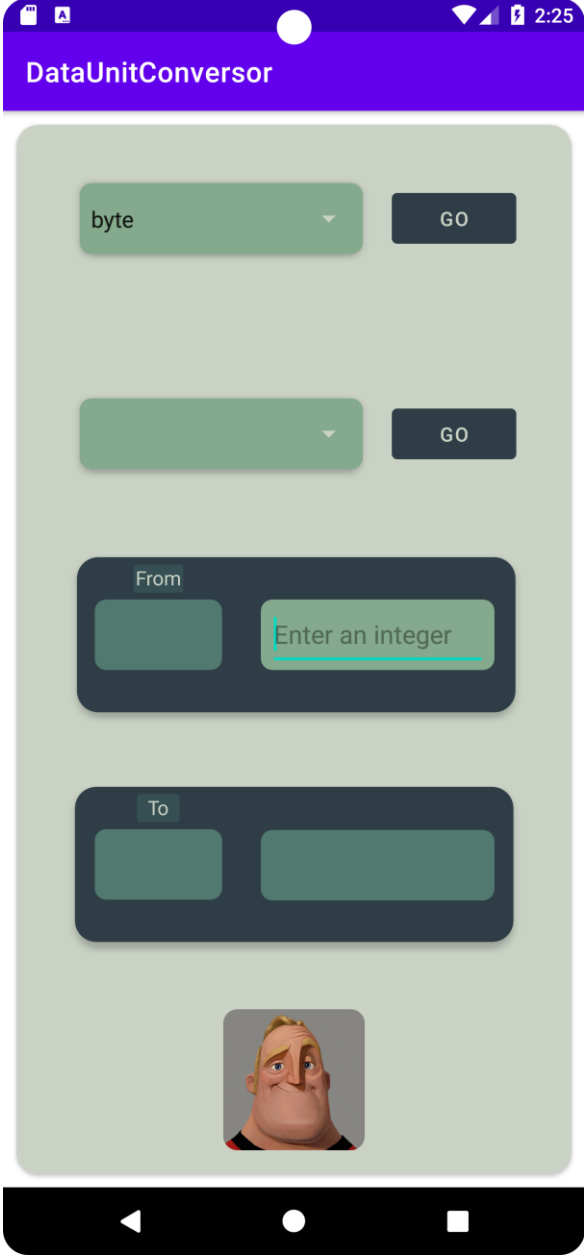 2:25
DataUnitConversor
byte
GO
GO
From
Enter an integer
To